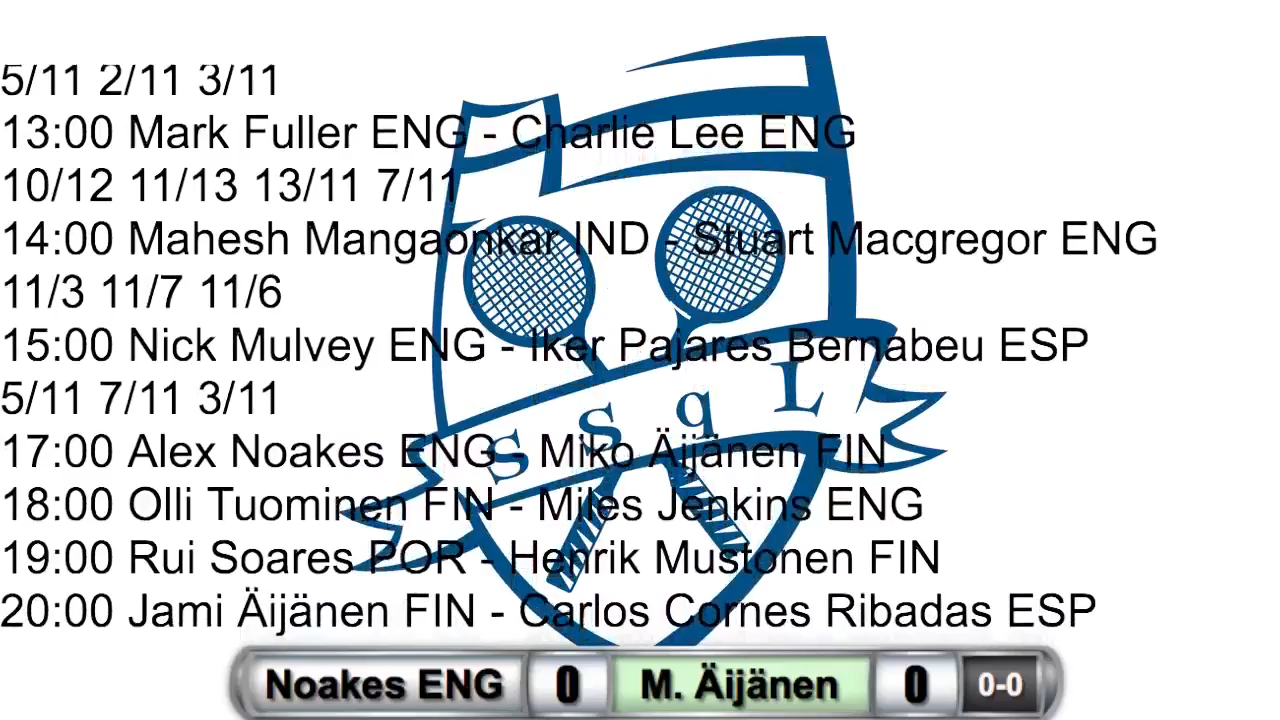 5/11 2/11 3/11
13:00 Mark Fuller ENG - Charlie Lee ENG
10/12 11/13 13/11 7/11
14:00 Mahesh Mangaonkar IND - Stuart Macgregor ENG
11/3 11/7 11/6
15:00 Nick Mulvey ENG - Iker Pajares Bernabeu ESP
5/11 7/11 3/11
17:00 Alex Noakes ENG - Miko Äijänen FIN
18:00 Olli Tuominen FIN - Miles Jenkins ENG
19:00 Rui Soares POR - Henrik Mustonen FIN
20:00 Jami Äijänen FIN - Carlos Cornes Ribadas ESP
S S q L
Noakes ENG 0 M. Äijänen 0 0-0